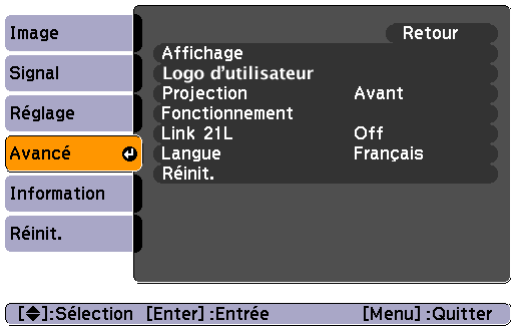 Image
Signal
Réglage
Avancé
Information
Réinit.
Retour
Affichage
Logo d'utilisateur
Projection Avant
Fonctionnement
Link 21L Off
Langue Français
Réinit.
[◆]:Sélection [Enter]:Entrée [Menu]:Quitter